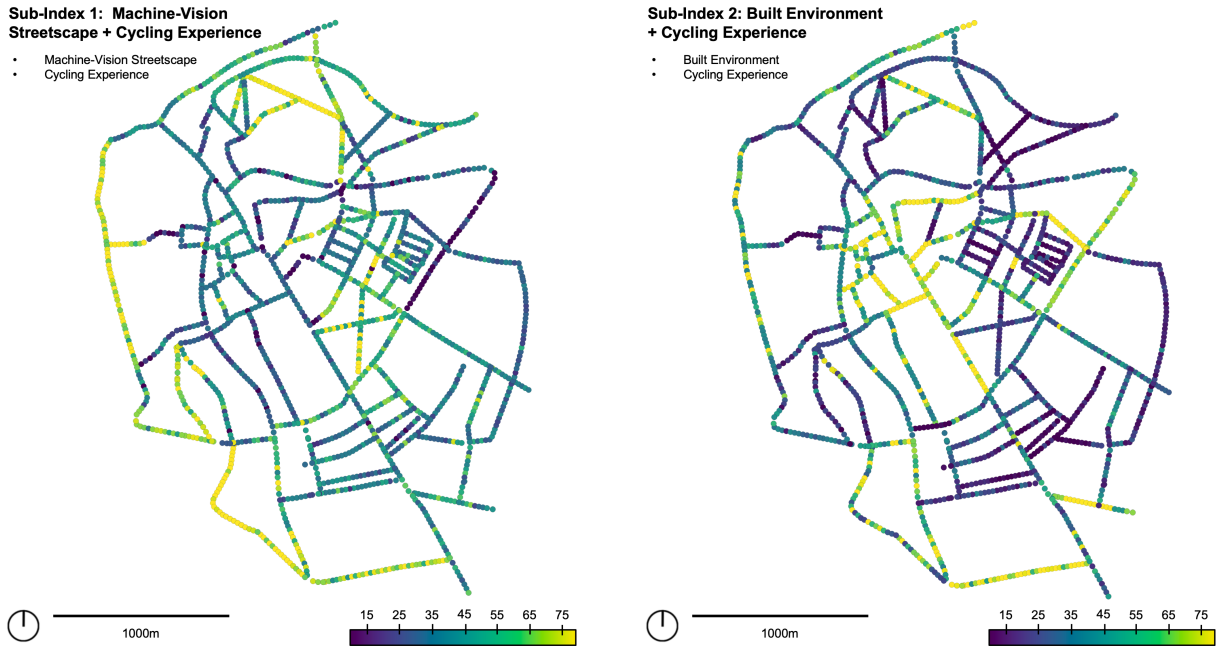 Sub-Index 1:  Machine-Vision
Streetscape + Cycling Experience
• Machine-Vision Streetscape
• Cycling Experience
1000m
15 25 35 45 55 65 75
Sub-Index 2: Built Environment
+ Cycling Experience
• Built Environment
• Cycling Experience
1000m
15 25 35 45 55 65 75